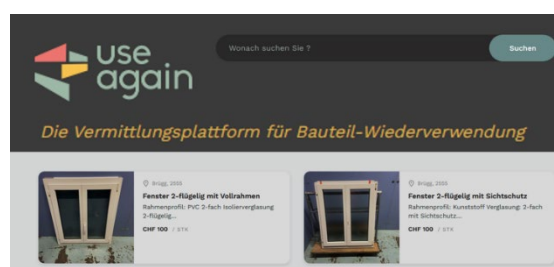 use
again
Wonach suchen Sie ?
Suchen
Die Vermittlungsplattform für Bauteil-Wiederverwendung
Brügg, 2555
Fenster 2-flügelig mit Vollrahmen
Rahmenprofil: PVC 2-fach Isolierverglasung
2-flügelig...
CHF 100 / STK
Brügg, 2555
Fenster 2-flügelig mit Sichtschutz
Rahmenprofil: Kunststoff Verglasung: 2-fach
mit Sichtschutz...
CHF 100 / STK